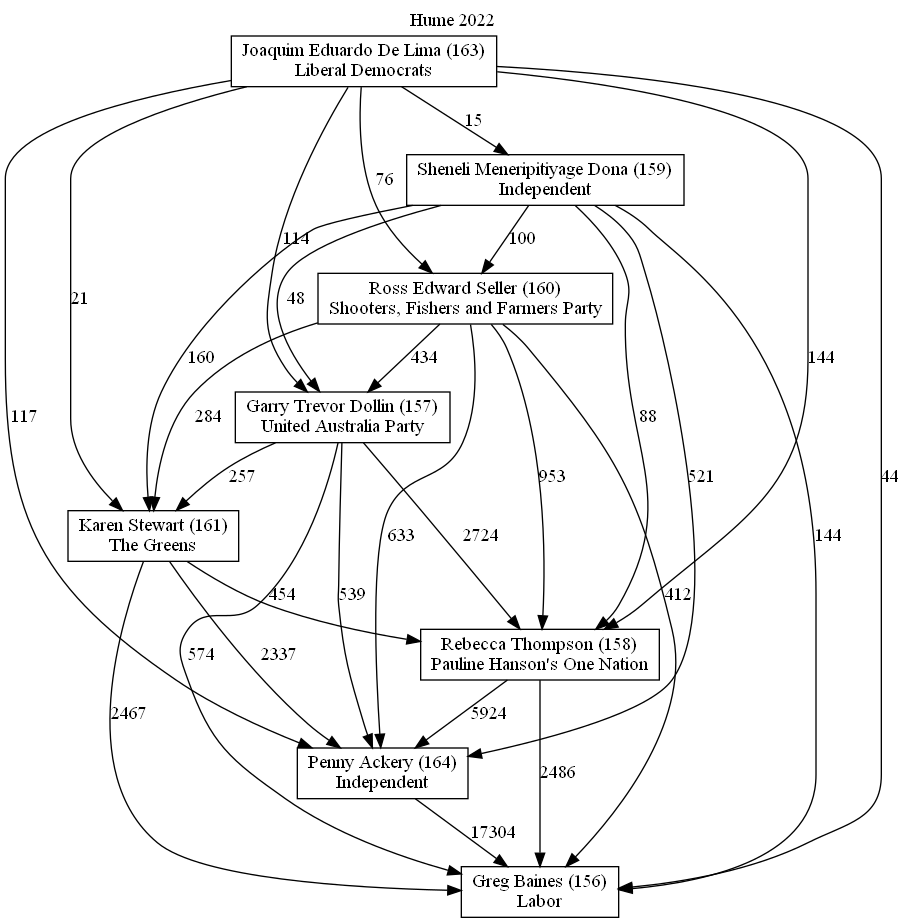 Hume 2022
Joaquim Eduardo De Lima (163)
Liberal Democrats
15
Sheneli Meneripitiyage Dona (159)
Independent
76
114
48
100
Ross Edward Seller (160)
Shooters, Fishers and Farmers Party
21
160
434
144
284
Garry Trevor Dollin (157)
United Australia Party
117
88
257
953
521
44
Karen Stewart (161)
The Greens
633
2724
144
454
539
412
Rebecca Thompson (158)
Pauline Hanson's One Nation
574
2337
2467
5924
Penny Ackery (164)
Independent
2486
17304
Greg Baines (156)
Labor